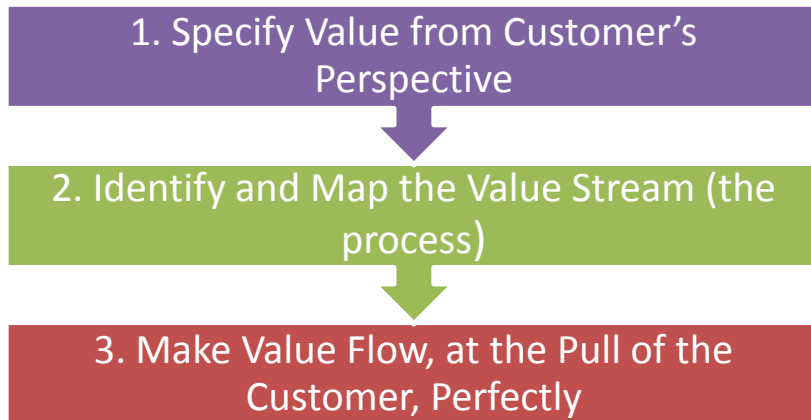 1. Specify Value from Customer’s
Perspective
2. Identify and Map the Value Stream (the
process)
3. Make Value Flow, at the Pull of the
Customer, Perfectly